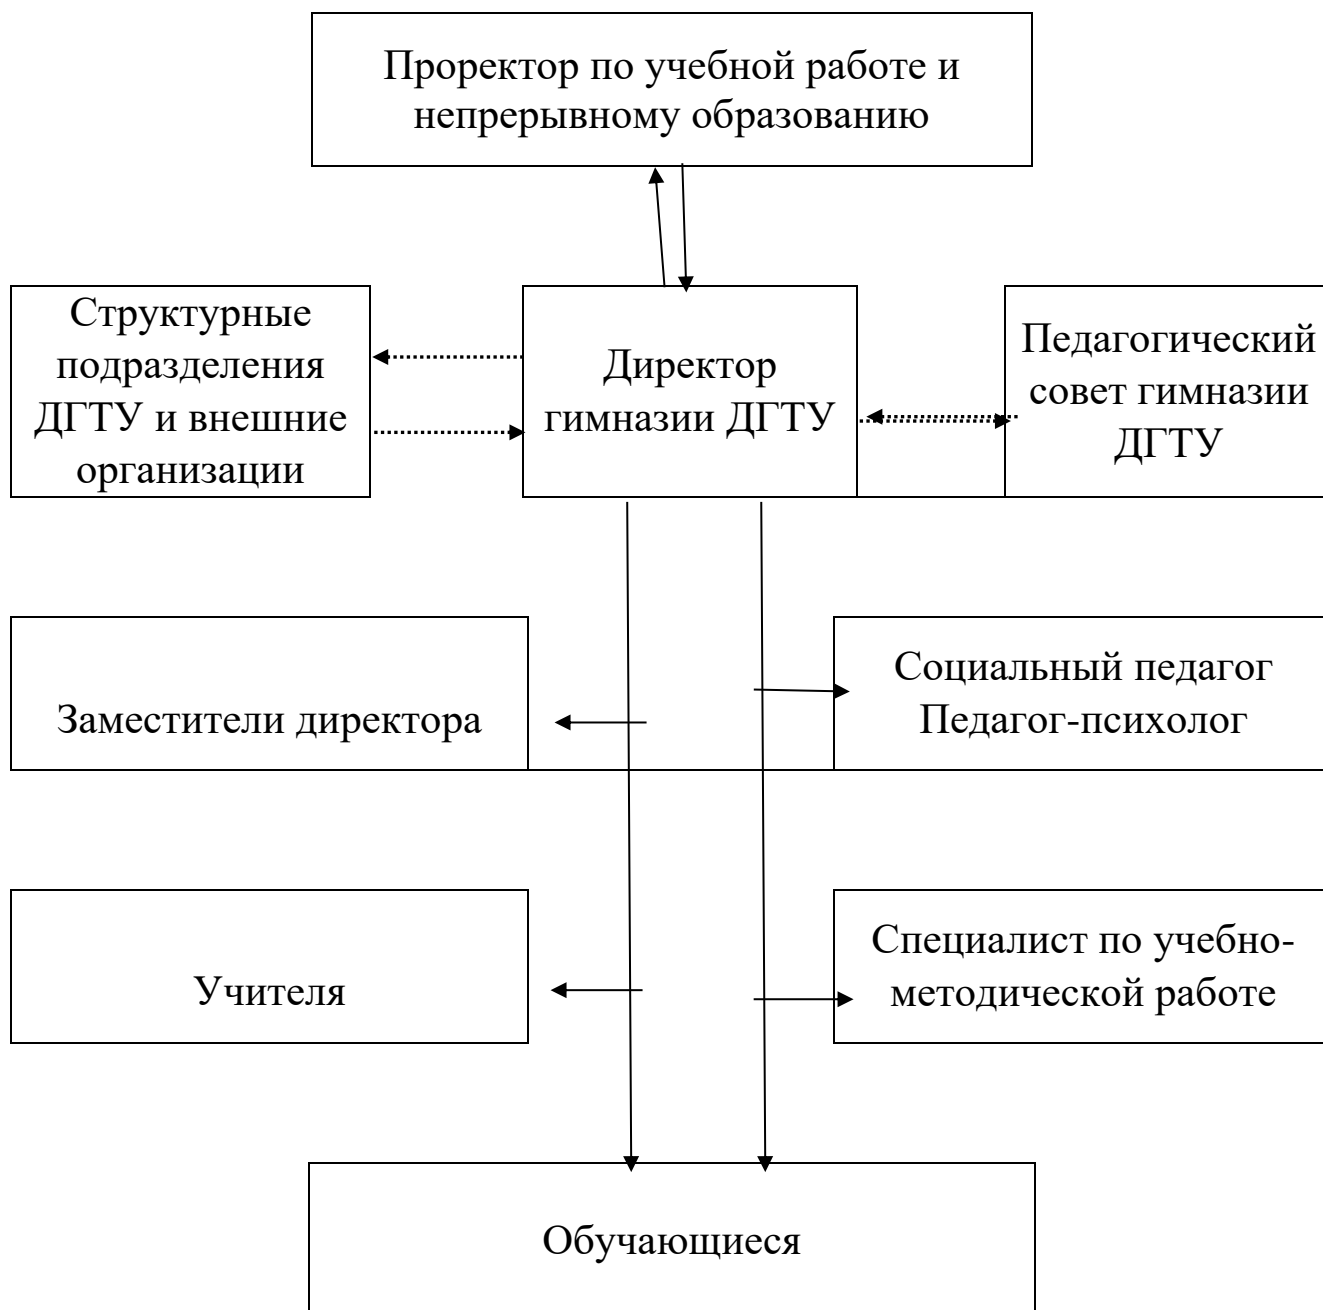 Проректор по учебной работе и
непрерывному образованию
Структурные
подразделения
ДГТУ и внешние
организации
Директор
гимназии ДГТУ
Педагогический
совет гимназии
ДГТУ
Заместители директора
Социальный педагог
Педагог-психолог
Учителя
Специалист по учебно-
методической работе
Обучающиеся